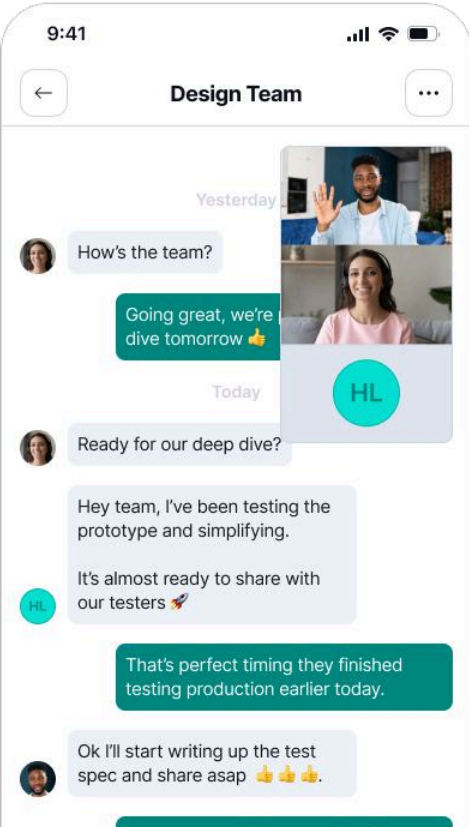 9:41
Design Team
Yesterday
How's the team?
Going great, we're
dive tomorrow 👍
Today
HL
Ready for our deep dive?
Hey team, I've been testing the
prototype and simplifying.
It's almost ready to share with
our testers 🚀
HL
That's perfect timing they finished
testing production earlier today.
Ok I'll start writing up the test
spec and share asap 👍👍👍.